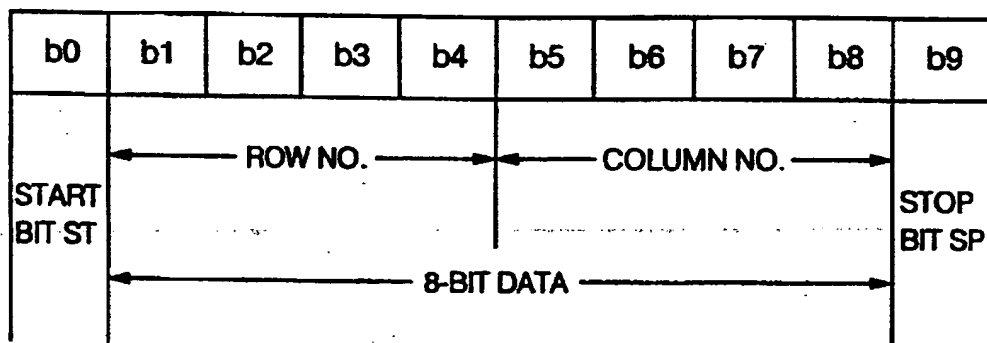 b0 b1 b2 b3 b4 b5 b6 b7 b8 b9
ROW NO. COLUMN NO.
START
BIT ST
STOP
BIT SP
8-BIT DATA